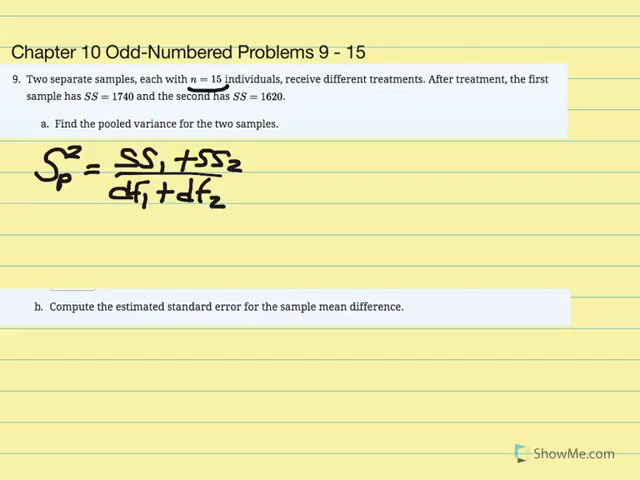 Chapter 10 Odd-Numbered Problems 9 - 15
9. Two separate samples, each with n = 15 individuals, receive different treatments. After treatment, the first
sample has SS = 1740 and the second has SS = 1620.
a. Find the pooled variance for the two samples.
S²p = SS₁ + SS₂
df₁ + df₂
b. Compute the estimated standard error for the sample mean difference.
ShowMe.com